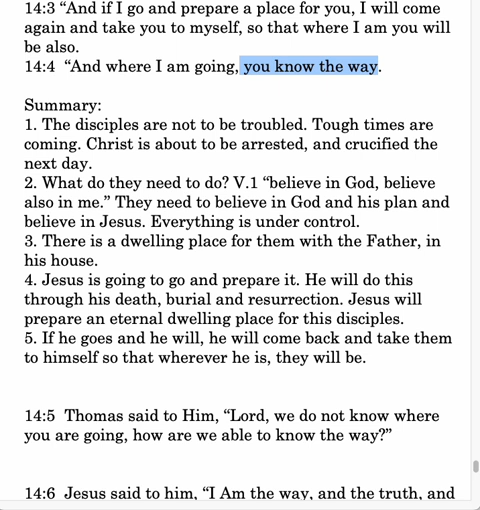 14:3 “And if I go and prepare a place for you, I will come
again and take you to myself, so that where I am you will
be also.
14:4  “And where I am going, you know the way.
Summary:
1. The disciples are not to be troubled. Tough times are
coming. Christ is about to be arrested, and crucified the
next day.
2. What do they need to do? V.1 “believe in God, believe
also in me.” They need to believe in God and his plan and
believe in Jesus. Everything is under control.
3. There is a dwelling place for them with the Father, in
his house.
4. Jesus is going to go and prepare it. He will do this
through his death, burial and resurrection. Jesus will
prepare an eternal dwelling place for this disciples.
5. If he goes and he will, he will come back and take them
to himself so that wherever he is, they will be.
14:5  Thomas said to Him, “Lord, we do not know where
you are going, how are we able to know the way?”
14:6  Jesus said to him, “I Am the way, and the truth, and